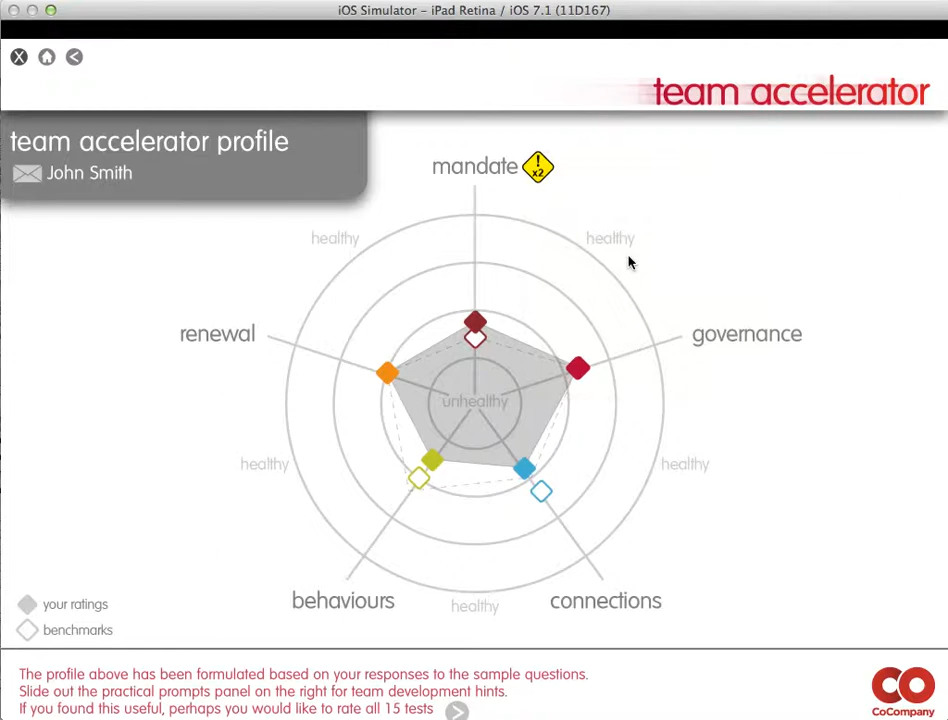 iOS Simulator – iPad Retina / iOS 7.1 (11D167)
X
<
team accelerator
team accelerator profile
John Smith
mandate
!
x2
healthy
healthy
renewal
governance
unhealthy
healthy
healthy
behaviours
healthy
connections
your ratings
benchmarks
The profile above has been formulated based on your responses to the sample questions.
Slide out the practical prompts panel on the right for team development hints.
If you found this useful, perhaps you would like to rate all 15 tests >
CO
CoCompany